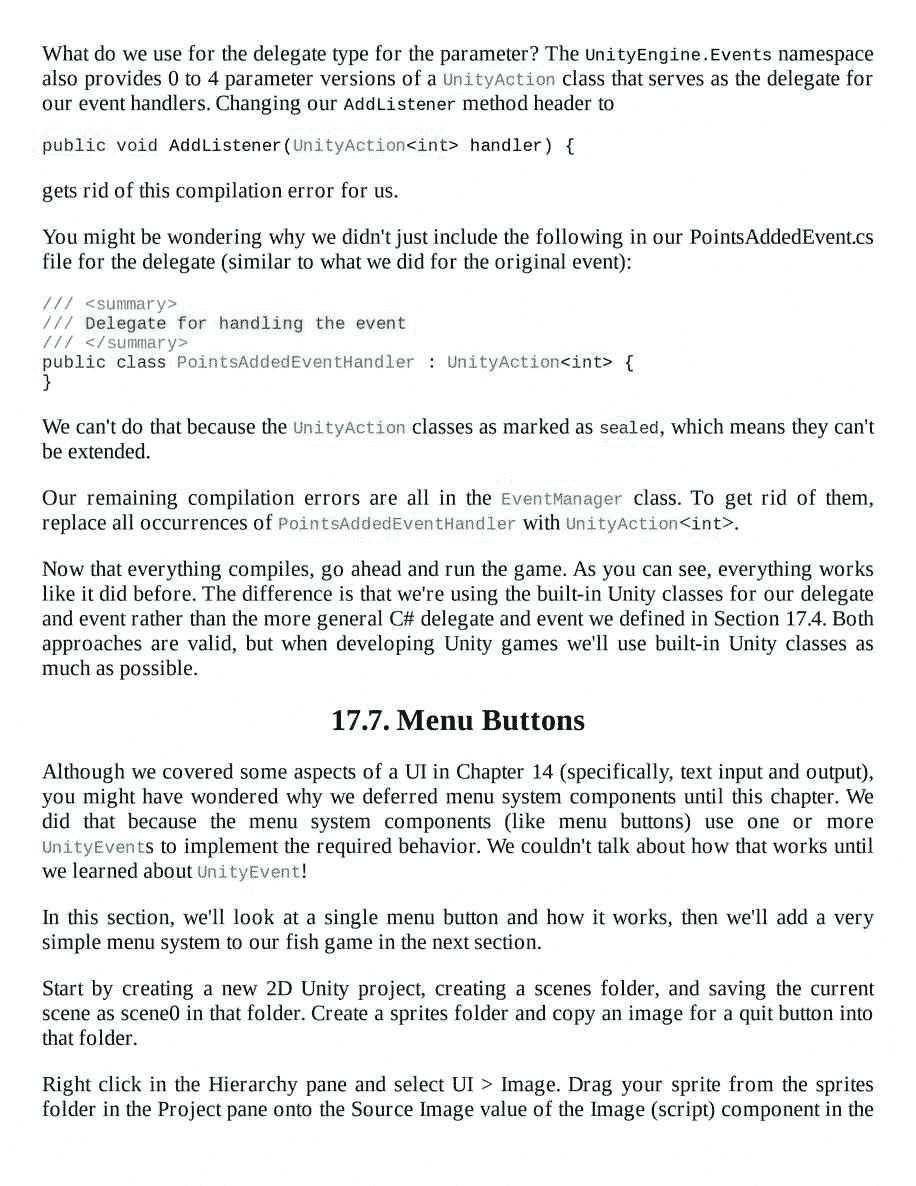 What do we use for the delegate type for the parameter? The UnityEngine.Events namespace
also provides 0 to 4 parameter versions of a UnityAction class that serves as the delegate for
our event handlers. Changing our AddListener method header to
public void AddListener(UnityAction<int> handler) {
gets rid of this compilation error for us.
You might be wondering why we didn't just include the following in our PointsAddedEvent.cs
file for the delegate (similar to what we did for the original event):
/// <summary>
/// Delegate for handling the event
/// </summary>
public class PointsAddedEventHandler : UnityAction<int> {
}
We can't do that because the UnityAction classes as marked as sealed, which means they can't
be extended.
Our remaining compilation errors are all in the EventManager class. To get rid of them,
replace all occurrences of PointsAddedEventHandler with UnityAction<int>.
Now that everything compiles, go ahead and run the game. As you can see, everything works
like it did before. The difference is that we're using the built-in Unity classes for our delegate
and event rather than the more general C# delegate and event we defined in Section 17.4. Both
approaches are valid, but when developing Unity games we'll use built-in Unity classes as
much as possible.
17.7. Menu Buttons
Although we covered some aspects of a UI in Chapter 14 (specifically, text input and output),
you might have wondered why we deferred menu system components until this chapter. We
did that because the menu system components (like menu buttons) use one or more
UnityEvents to implement the required behavior. We couldn't talk about how that works until
we learned about UnityEvent!
In this section, we'll look at a single menu button and how it works, then we'll add a very
simple menu system to our fish game in the next section.
Start by creating a new 2D Unity project, creating a scenes folder, and saving the current
scene as scene0 in that folder. Create a sprites folder and copy an image for a quit button into
that folder.
Right click in the Hierarchy pane and select UI > Image. Drag your sprite from the sprites
folder in the Project pane onto the Source Image value of the Image (script) component in the